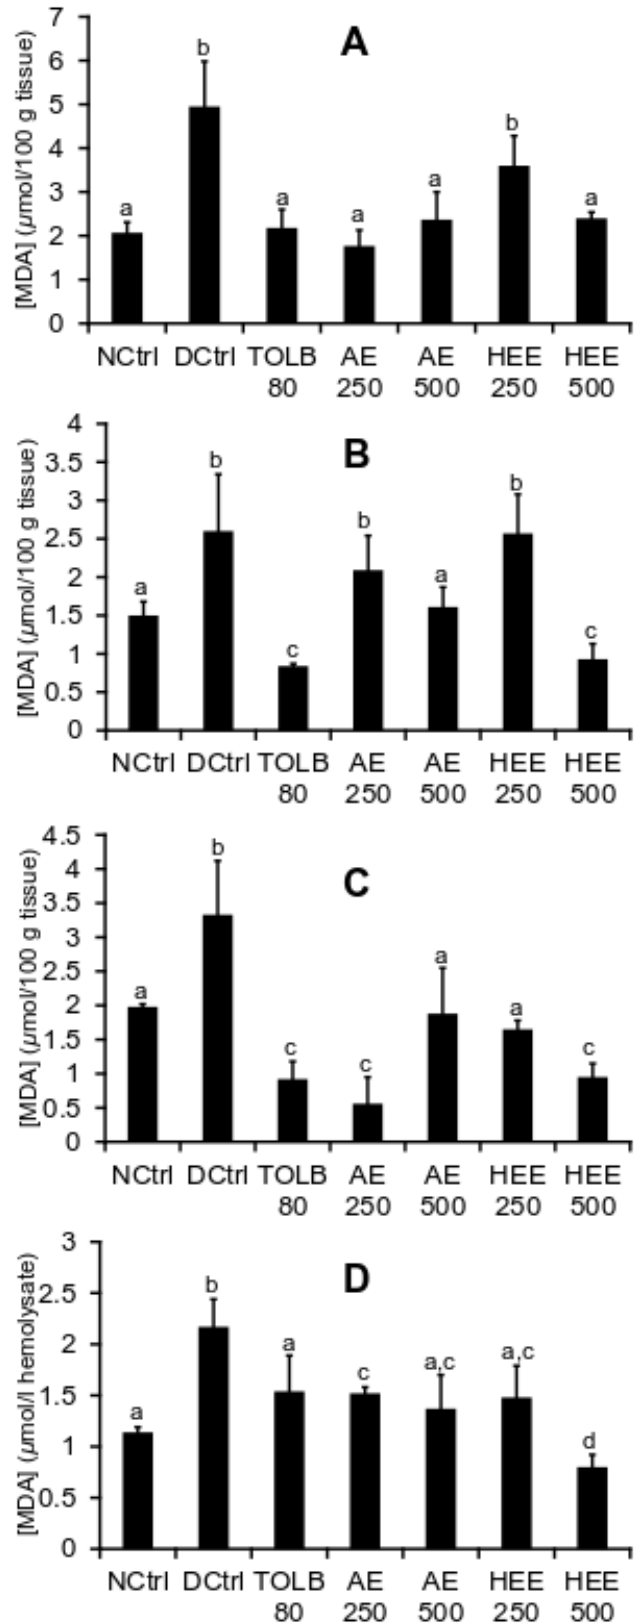 A
[MDA] (µmol/100 g tissue)
7
6
5
4
3
2
1
0
a
b
a
a
a
b
a
NCtrl DCtrl TOLB AE AE HEE HEE
80 250 500 250 500
B
[MDA] (µmol/100 g tissue)
4
3.5
3
2.5
2
1.5
1
0.5
0
a
b
c
b
a
b
c
NCtrl DCtrl TOLB AE AE HEE HEE
80 250 500 250 500
C
[MDA] (µmol/100 g tissue)
4.5
4
3.5
3
2.5
2
1.5
1
0.5
0
a
b
c
c
a
a
c
NCtrl DCtrl TOLB AE AE HEE HEE
80 250 500 250 500
D
[MDA] (µmol/l hemolysate)
3
2.5
2
1.5
1
0.5
0
a
b
a
c
a,c
a,c
d
NCtrl DCtrl TOLB AE AE HEE HEE
80 250 500 250 500